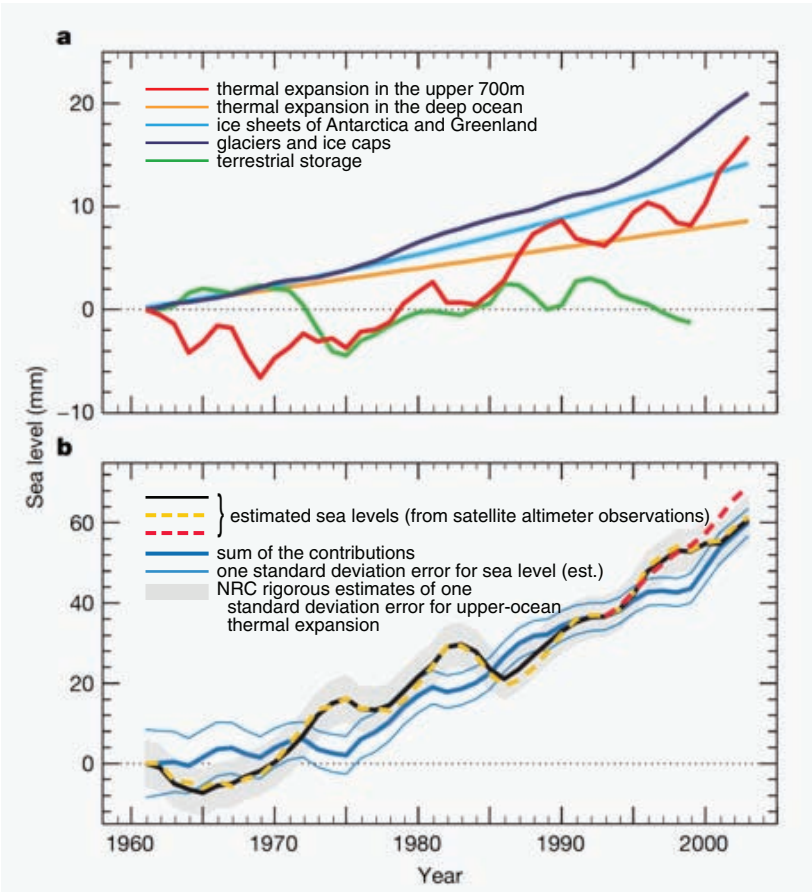 a
thermal expansion in the upper 700m
thermal expansion in the deep ocean
ice sheets of Antarctica and Greenland
glaciers and ice caps
terrestrial storage
20
10
0
−10
Sea level (mm)
b
estimated sea levels (from satellite altimeter observations)
sum of the contributions
one standard deviation error for sea level (est.)
NRC rigorous estimates of one
standard deviation error for upper-ocean
thermal expansion
60
40
20
0
1960 1970 1980 1990 2000
Year